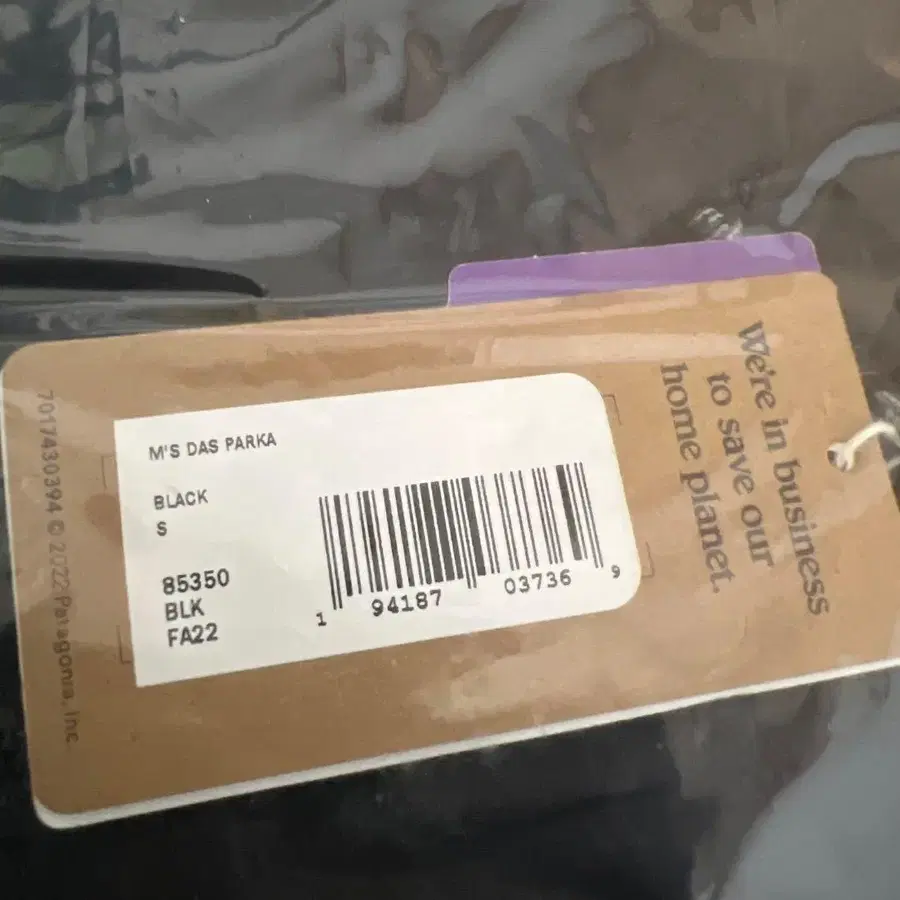 M'S DAS PARKA
BLACK
S
85350
BLK
FA22
1 94187 03736 9
We're in business
to save our
home planet.
7017430394 © 2022 Patagonia, Inc.